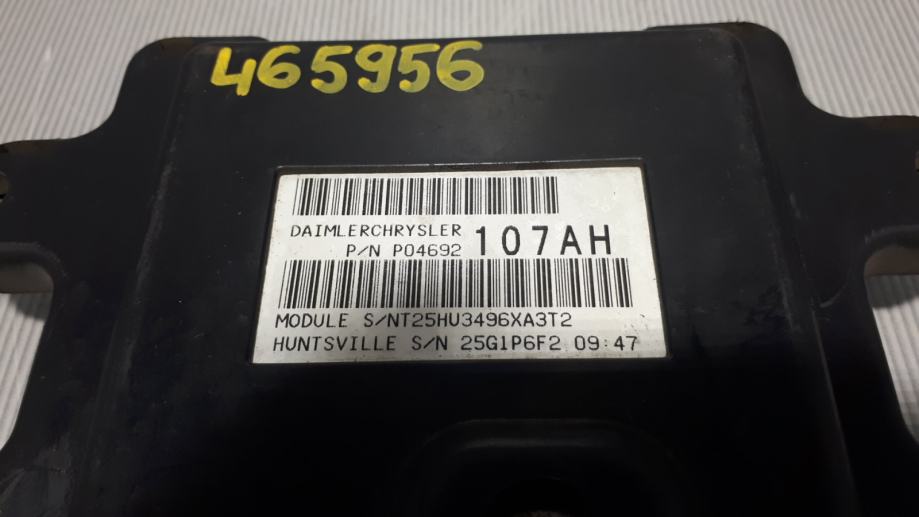 465956
DAIMLERCHRYSLER
P/N P04692 107AH
MODULE S/NT25HU3496XA3T2
HUNTSVILLE S/N 25G1P6F2 09:47